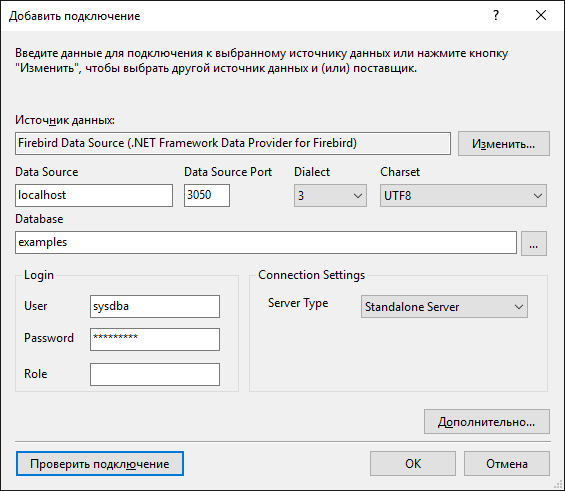 Добавить подключение
?
Введите данные для подключения к выбранному источнику данных или нажмите кнопку
"Изменить", чтобы выбрать другой источник данных и (или) поставщик.
Источник данных:
Firebird Data Source (.NET Framework Data Provider for Firebird)
Изменить...
Data Source
Data Source Port
Dialect
Charset
localhost
3050
3
UTF8
Database
examples
...
Login
Connection Settings
User
sysdba
Server Type
Standalone Server
Password
*********
Role
Дополнительно...
Проверить подключение
OK
Отмена